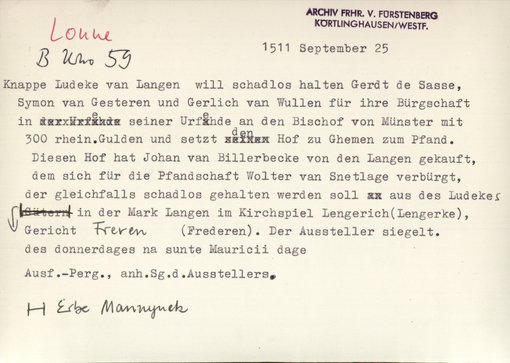 ARCHIV FRHR. V. FÜRSTENBERG
KÖRTLINGHAUSEN/WESTF.
Lonne
B Uno 59
1511 September 25
Knappe Ludeke van Langen will schadlos halten Gerdt de Sasse,
Symon van Gesteren und Gerlich van Wullen für ihre Bürgschaft
in seiner Urfehde an den Bischof von Münster mit
300 rhein.Gulden und setzt den Hof zu Ghemen zum Pfand.
Diesen Hof hat Johan van Billerbecke von den Langen gekauft,
dem sich für die Pfandschaft Wolter van Snetlage verbürgt,
der gleichfalls schadlos gehalten werden soll aus des Ludekes
Gütern in der Mark Langen im Kirchspiel Lengerich(Lengerke),
Gericht Freren (Frederen). Der Aussteller siegelt.
des donnerdages na sunte Mauricii dage
Ausf.-Perg., anh.Sg.d.Ausstellers.
Erbe Mannynck